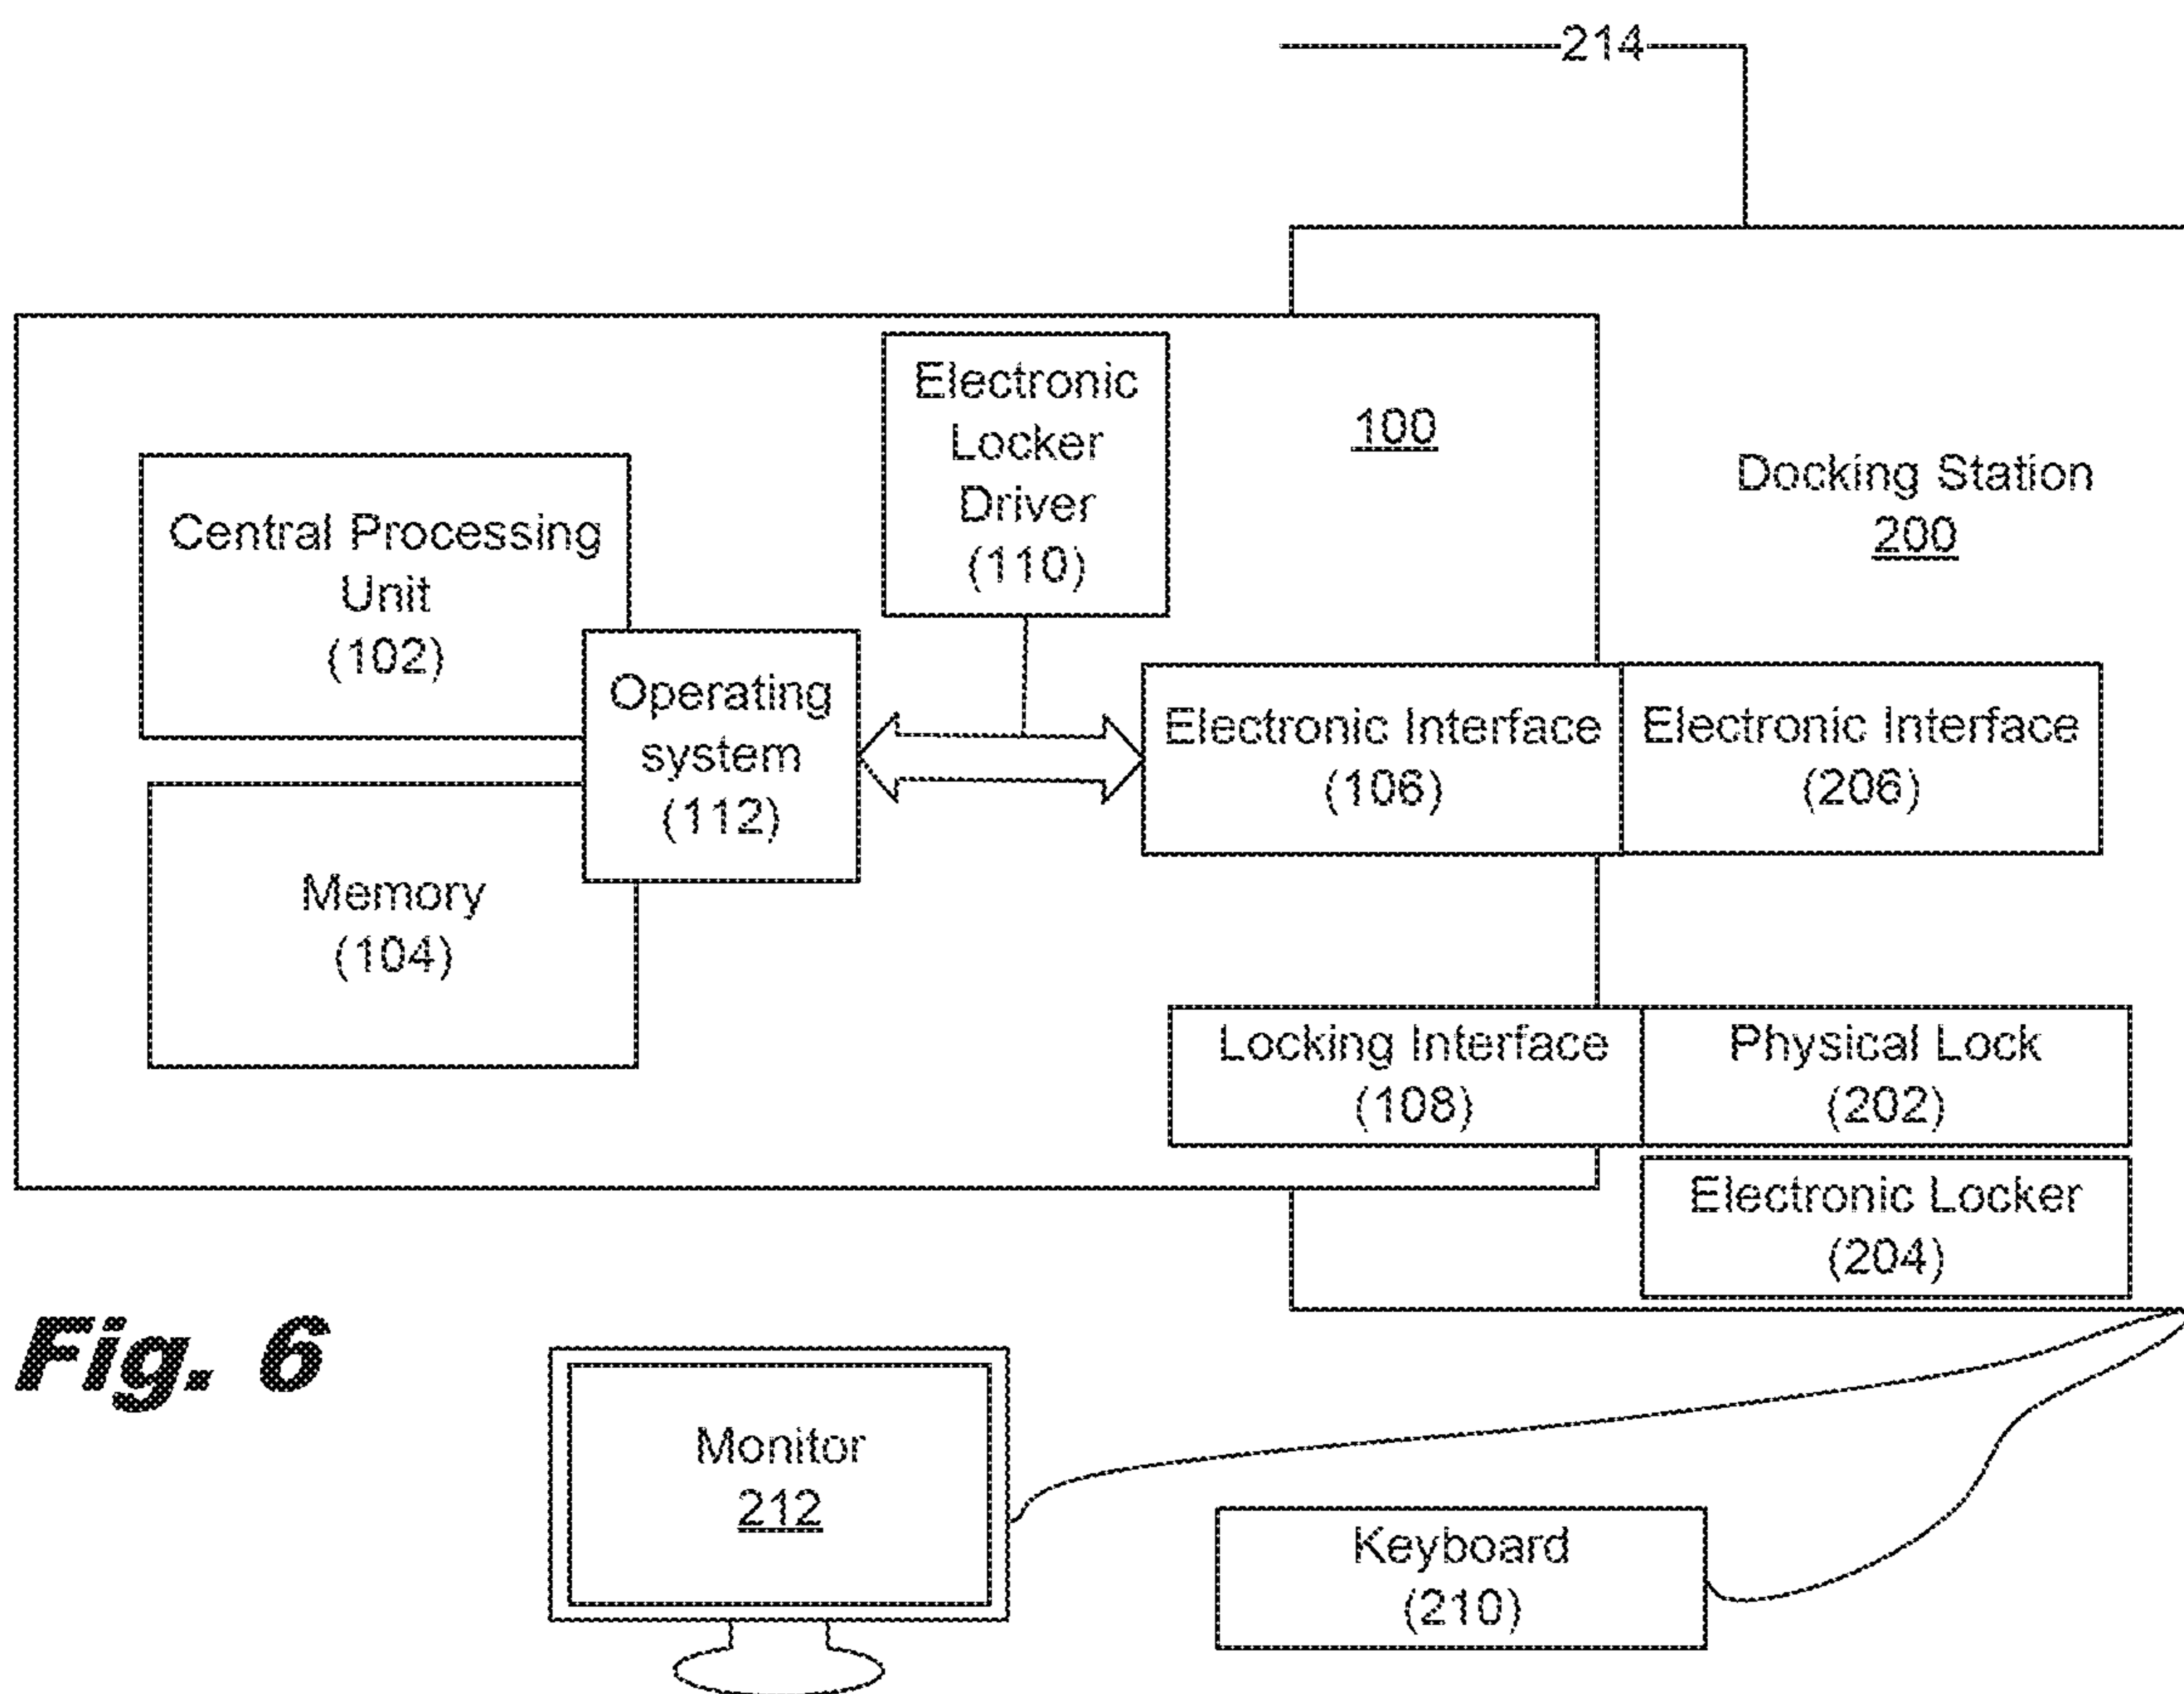 214
Electronic
Locker
Driver
(110)
100
Docking Station
200
Central Processing
Unit
(102)
Operating
system
(112)
Electronic Interface
(106)
Electronic Interface
(206)
Memory
(104)
Locking Interface
(108)
Physical Lock
(202)
Electronic Locker
(204)
Fig. 6
Monitor
212
Keyboard
(210)